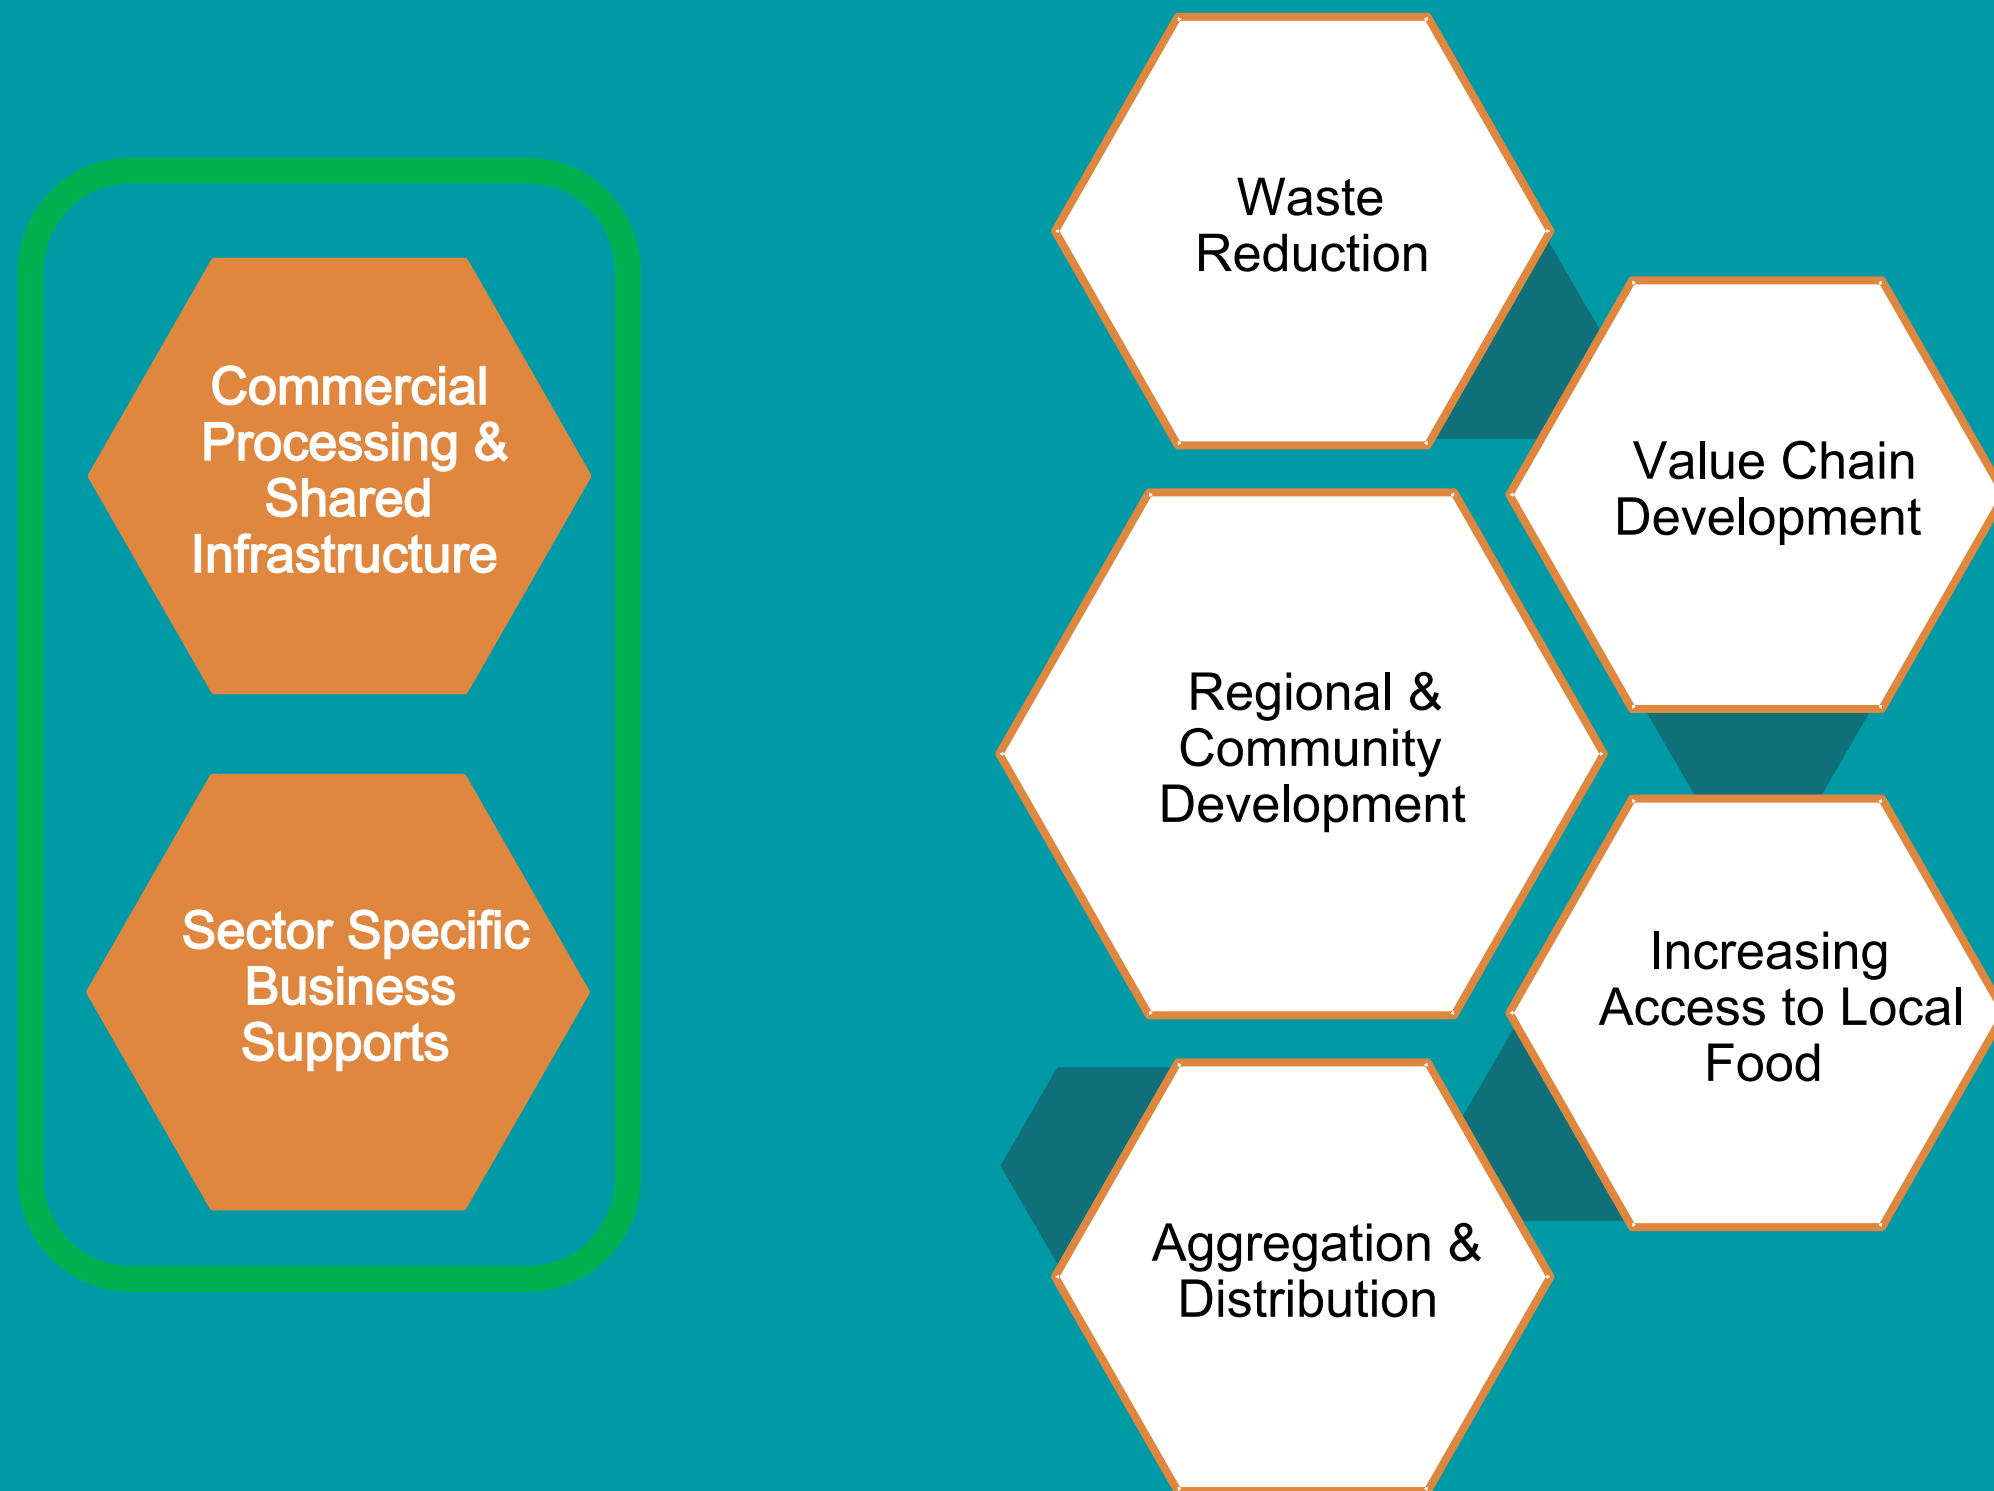 Commercial
Processing &
Shared
Infrastructure
Sector Specific
Business
Supports
Waste
Reduction
Value Chain
Development
Regional &
Community
Development
Increasing
Access to Local
Food
Aggregation &
Distribution